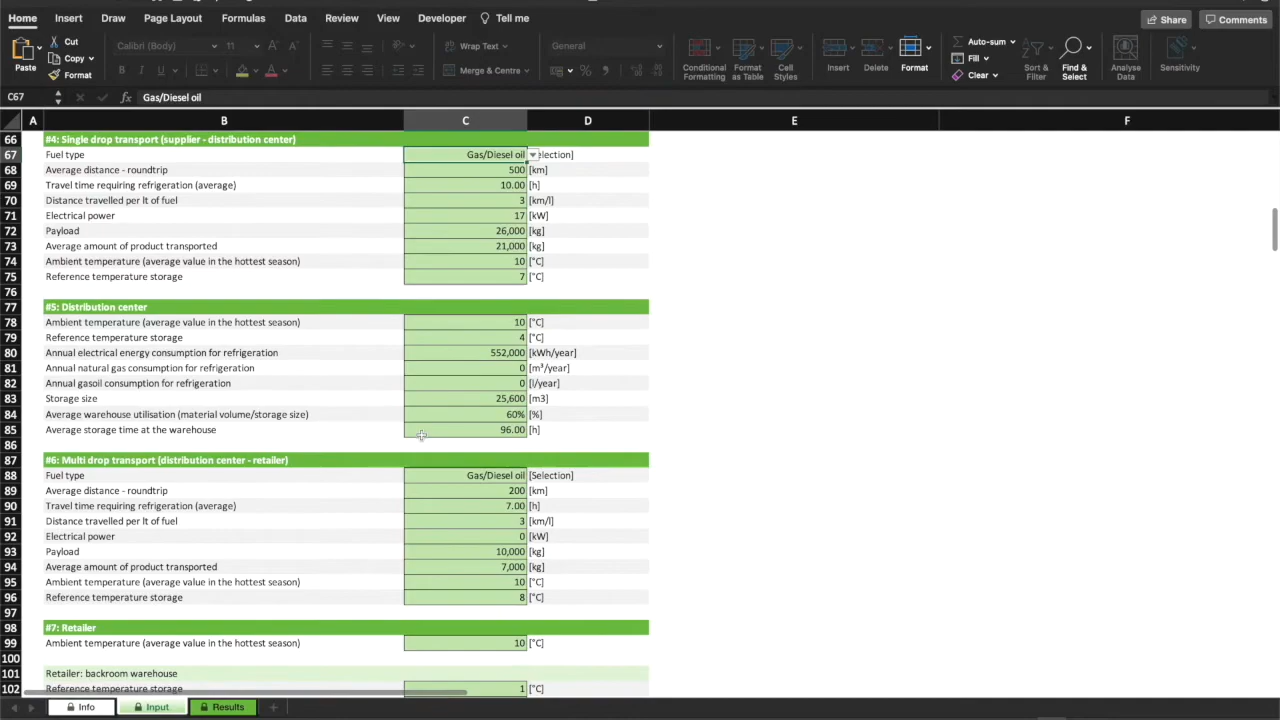 Home Insert Draw Page Layout Formulas Data Review View Developer Tell me Share Comments
Paste Cut Copy Format Calibri (Body) 11 Wrap Text General Auto-sum
Merge & Centre Conditional Formatting Format as Table Cell Styles Insert Delete Format Fill Clear Sort & Filter Find & Select Analyse Data Sensitivity
C67 fx Gas/Diesel oil
A B C D E F
66 #4: Single drop transport (supplier - distribution center)
67 Fuel type Gas/Diesel oil election]
68 Average distance - roundtrip 500 [km]
69 Travel time requiring refrigeration (average) 10.00 [h]
70 Distance travelled per lt of fuel 3 [km/l]
71 Electrical power 17 [kW]
72 Payload 26,000 [kg]
73 Average amount of product transported 21,000 [kg]
74 Ambient temperature (average value in the hottest season) 10 [°C]
75 Reference temperature storage 7 [°C]
76
77 #5: Distribution center
78 Ambient temperature (average value in the hottest season) 10 [°C]
79 Reference temperature storage 4 [°C]
80 Annual electrical energy consumption for refrigeration 552,000 [kWh/year]
81 Annual natural gas consumption for refrigeration 0 [m³/year]
82 Annual gasoil consumption for refrigeration 0 [l/year]
83 Storage size 25,600 [m3]
84 Average warehouse utilisation (material volume/storage size) 60% [%]
85 Average storage time at the warehouse 96.00 [h]
86
87 #6: Multi drop transport (distribution center - retailer)
88 Fuel type Gas/Diesel oil [Selection]
89 Average distance - roundtrip 200 [km]
90 Travel time requiring refrigeration (average) 7.00 [h]
91 Distance travelled per lt of fuel 3 [km/l]
92 Electrical power 0 [kW]
93 Payload 10,000 [kg]
94 Average amount of product transported 7,000 [kg]
95 Ambient temperature (average value in the hottest season) 10 [°C]
96 Reference temperature storage 8 [°C]
97
98 #7: Retailer
99 Ambient temperature (average value in the hottest season) 10 [°C]
100
101 Retailer: backroom warehouse
102 Reference temperature storage 1 [°C]
Info Input Results